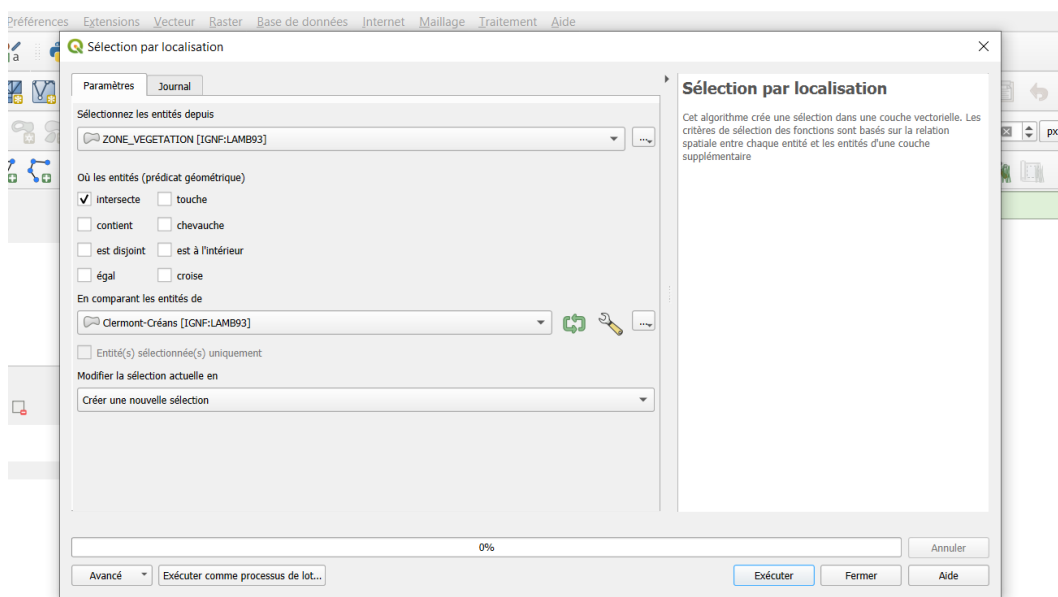 Préférences Extensions Vecteur Raster Base de données Internet Maillage Traitement Aide
a
Sélection par localisation
px
Paramètres Journal
Sélectionnez les entités depuis
ZONE_VEGETATION [IGNF:LAMB93]
...
Où les entités (prédicat géométrique)
intersecte touche
contient chevauche
est disjoint est à l'intérieur
égal croise
En comparant les entités de
Clermont-Créans [IGNF:LAMB93]
...
Entité(s) sélectionnée(s) uniquement
Modifier la sélection actuelle en
Créer une nouvelle sélection
Sélection par localisation
Cet algorithme crée une sélection dans une couche vectorielle. Les
critères de sélection des fonctions sont basés sur la relation
spatiale entre chaque entité et les entités d'une couche
supplémentaire
0%
Annuler
Avancé Exécuter comme processus de lot...
Exécuter Fermer Aide